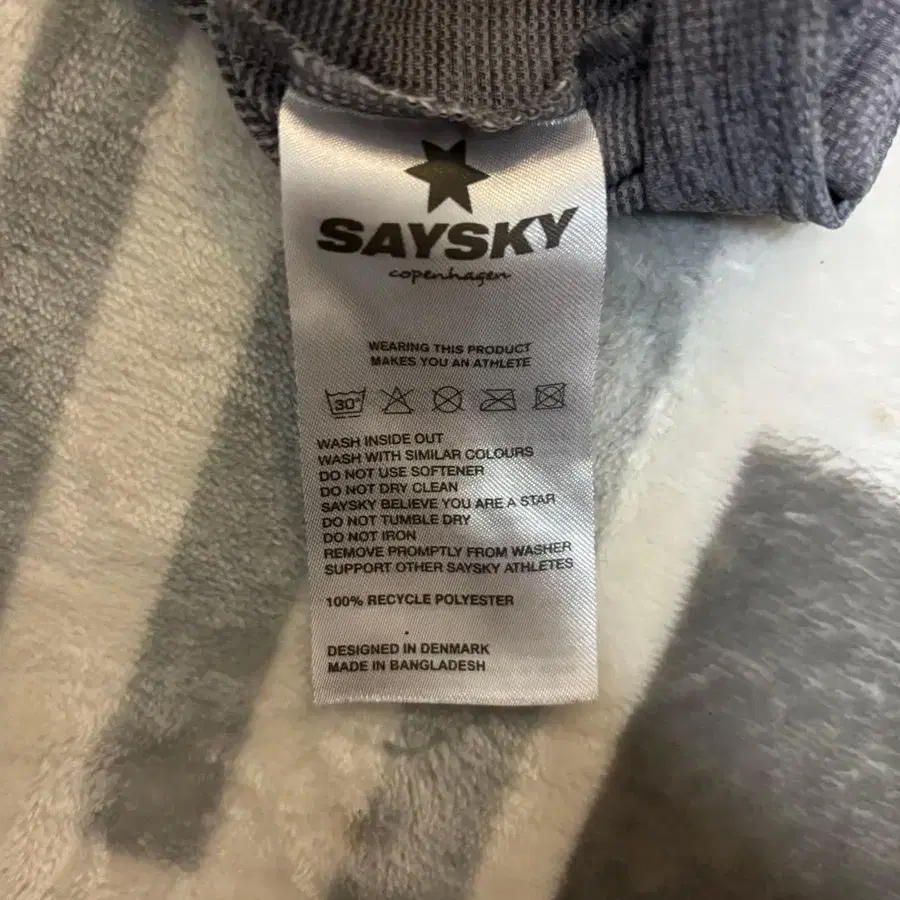 SAYSKY
copenhagen
WEARING THIS PRODUCT
MAKES YOU AN ATHLETE
30°
WASH INSIDE OUT
WASH WITH SIMILAR COLOURS
DO NOT USE SOFTENER
DO NOT DRY CLEAN
SAYSKY BELIEVE YOU ARE A STAR
DO NOT TUMBLE DRY
DO NOT IRON
REMOVE PROMPTLY FROM WASHER
SUPPORT OTHER SAYSKY ATHLETES
100% RECYCLE POLYESTER
DESIGNED IN DENMARK
MADE IN BANGLADESH